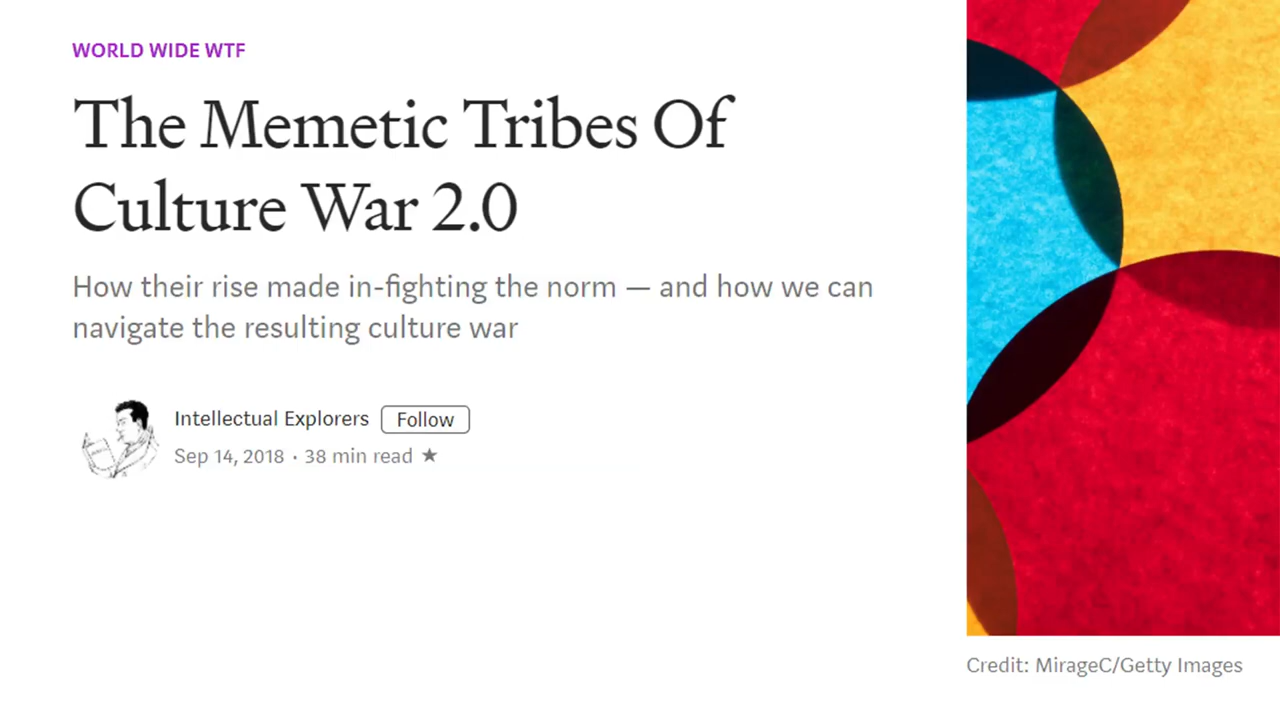 WORLD WIDE WTF
The Memetic Tribes Of
Culture War 2.0
How their rise made in-fighting the norm — and how we can
navigate the resulting culture war
Intellectual Explorers Follow
Sep 14, 2018 · 38 min read ★
Credit: MirageC/Getty Images